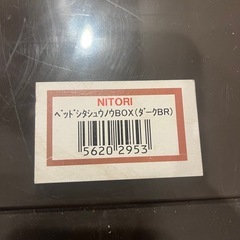 NITORI
ﾍﾞｯﾄﾞｼﾀｼｭｳﾉｳBOX(ﾀﾞｰｸBR)
5620 2953